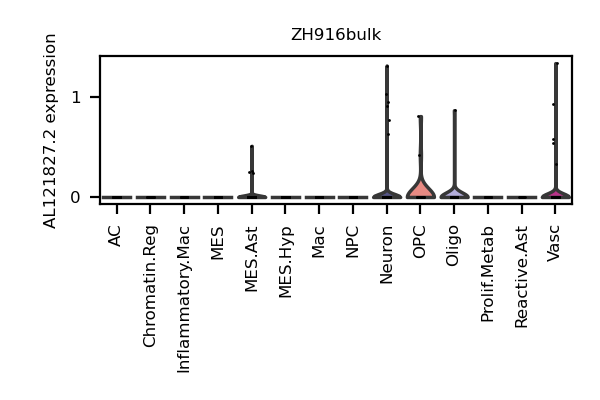 ZH916bulk
AL121827.2 expression
1
0
AC
Chromatin.Reg
Inflammatory.Mac
MES
MES.Ast
MES.Hyp
Mac
NPC
Neuron
OPC
Oligo
Prolif.Metab
Reactive.Ast
Vasc